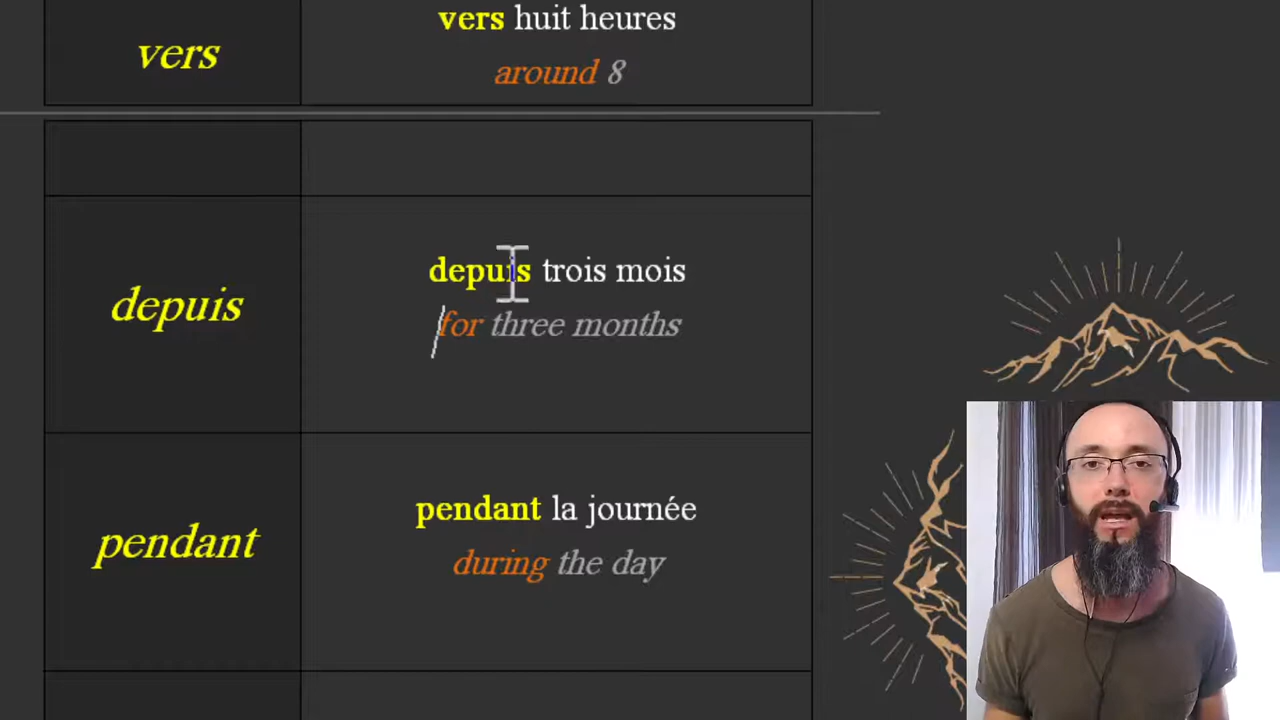 vers huit heures
vers
around 8
depuis trois mois
depuis
for three months
pendant la journée
pendant
during the day